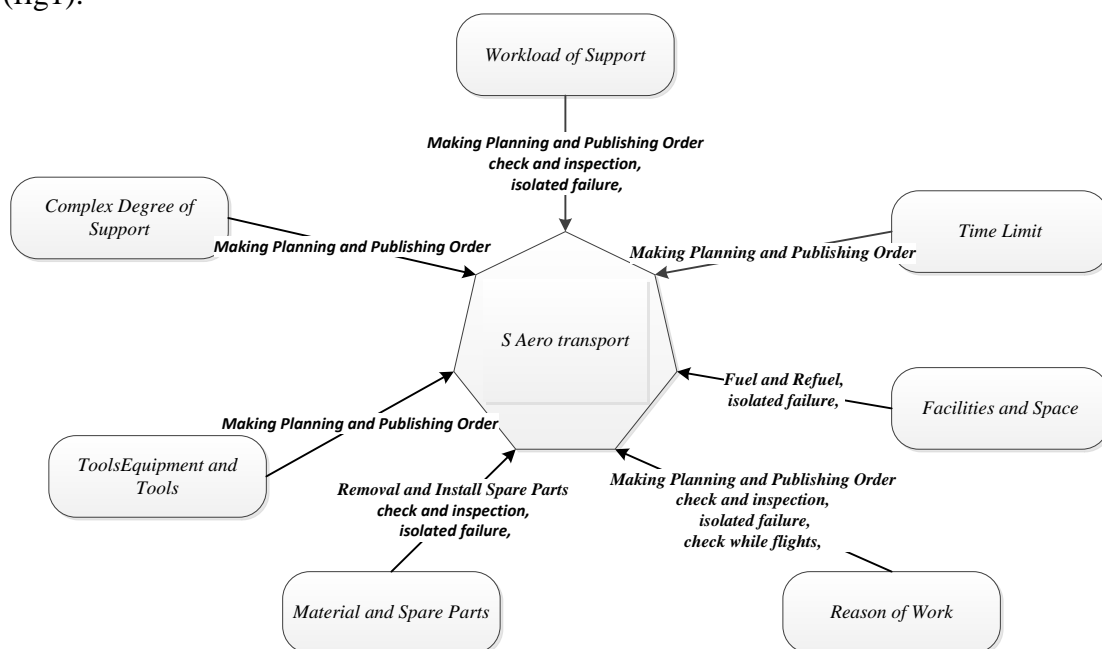 (fig1).
Workload of Support
Making Planning and Publishing Order
check and inspection,
isolated failure,
Complex Degree of
Support
Making Planning and Publishing Order
Time Limit
Making Planning and Publishing Order
S Aero transport
Fuel and Refuel,
isolated failure,
Facilities and Space
Making Planning and Publishing Order
ToolsEquipment and
Tools
Removal and Install Spare Parts
check and inspection,
isolated failure,
Making Planning and Publishing Order
check and inspection,
isolated failure,
check while flights,
Material and Spare Parts
Reason of Work